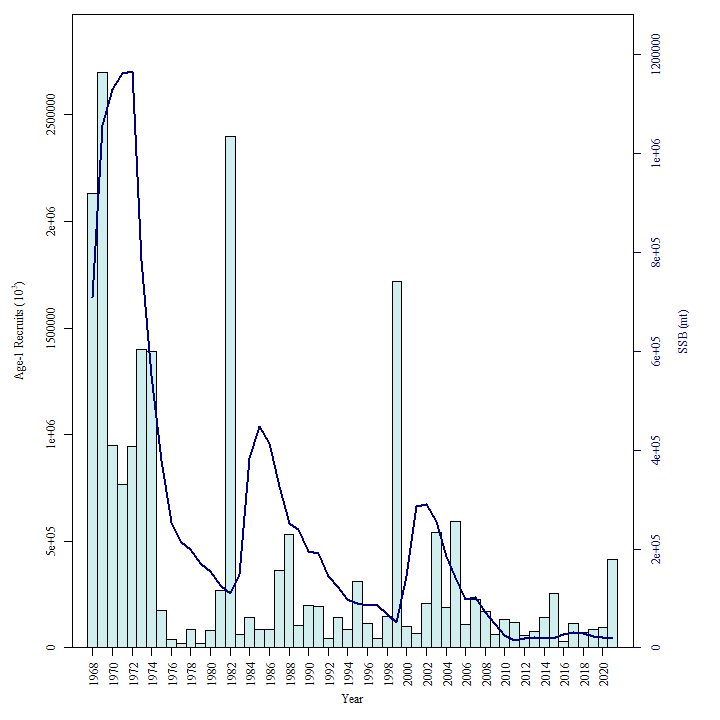 2500000
2e+06
1500000
1e+06
5e+05
0
Age-1 Recruits (10³)
1200000
1e+06
8e+05
6e+05
4e+05
2e+05
0
SSB (mt)
1968 1970 1972 1974 1976 1978 1980 1982 1984 1986 1988 1990 1992 1994 1996 1998 2000 2002 2004 2006 2008 2010 2012 2014 2016 2018 2020
Year